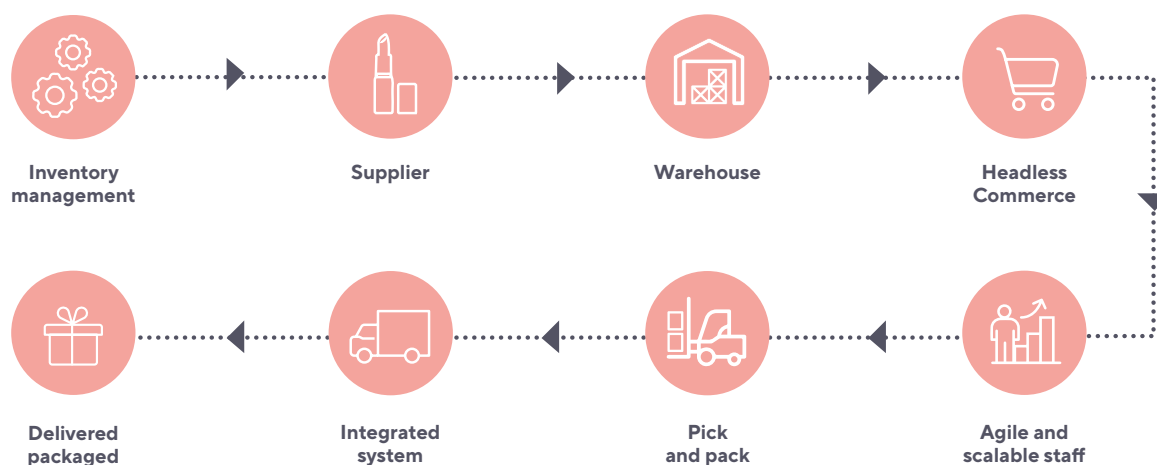 Inventory
management
Supplier
Warehouse
Headless
Commerce
Delivered
packaged
Integrated
system
Pick
and pack
Agile and
scalable staff